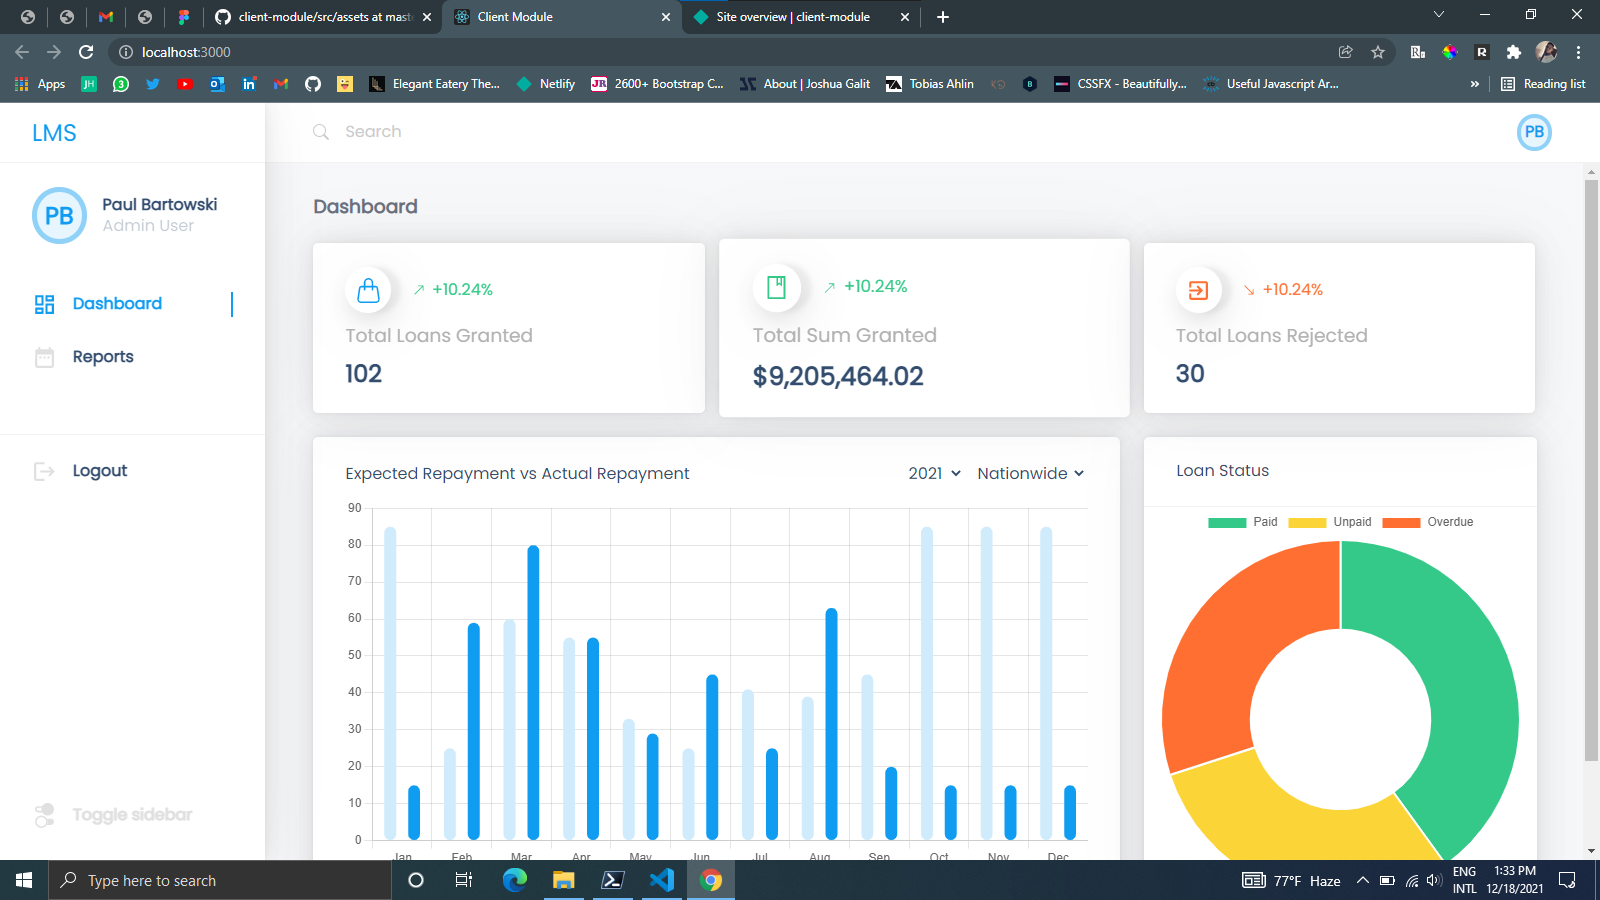 client-module/src/assets at mast
Client Module
Site overview | client-module
localhost:3000
Apps
Elegant Eatery The...
Netlify
2600+ Bootstrap C...
About | Joshua Galit
Tobias Ahlin
CSSFX - Beautifully...
Useful Javascript Ar...
»
Reading list
LMS
Search
PB
PB
Paul Bartowski
Admin User
Dashboard
Reports
Logout
Toggle sidebar
Dashboard
+10.24%
Total Loans Granted
102
+10.24%
Total Sum Granted
$9,205,464.02
+10.24%
Total Loans Rejected
30
Expected Repayment vs Actual Repayment
2021
Nationwide
90
80
70
60
50
40
30
20
10
0
Jan Feb Mar Apr May Jun Jul Aug Sep Oct Nov Dec
Loan Status
Paid Unpaid Overdue
Type here to search
77°F Haze
ENG
INTL
1:33 PM
12/18/2021